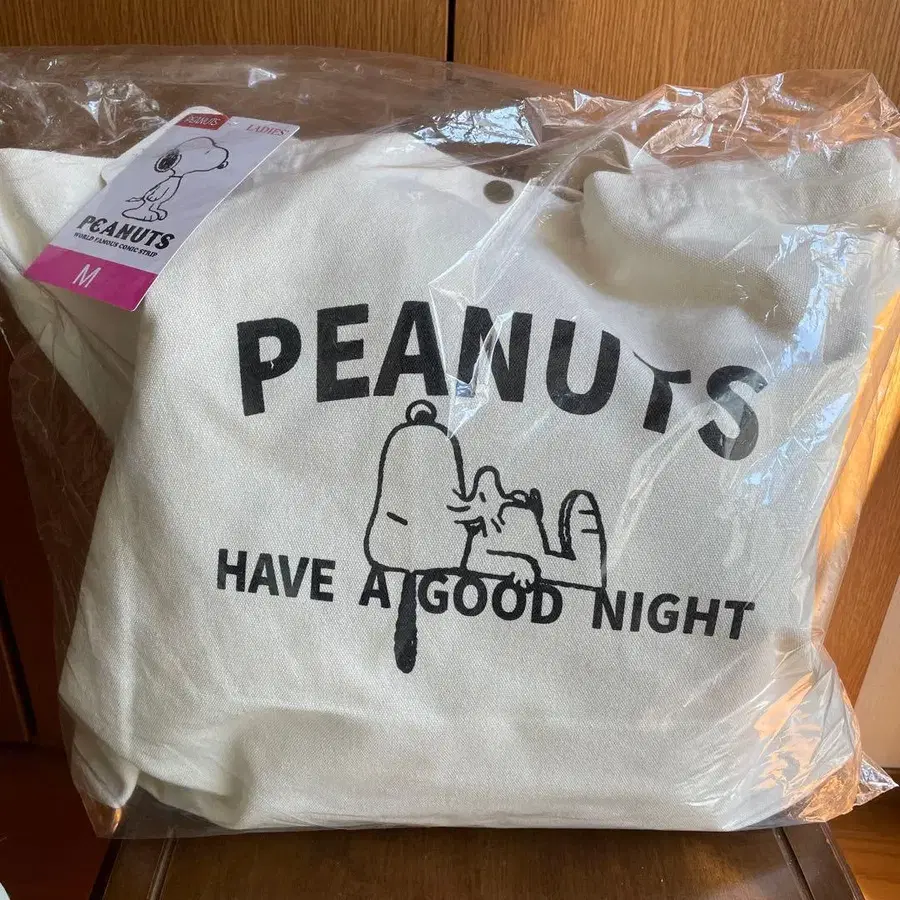 PEANUTS
LADIES'
PEANUTS
WORLD FAMOUS COMIC STRIP
M
PEANUTS
HAVE A GOOD NIGHT